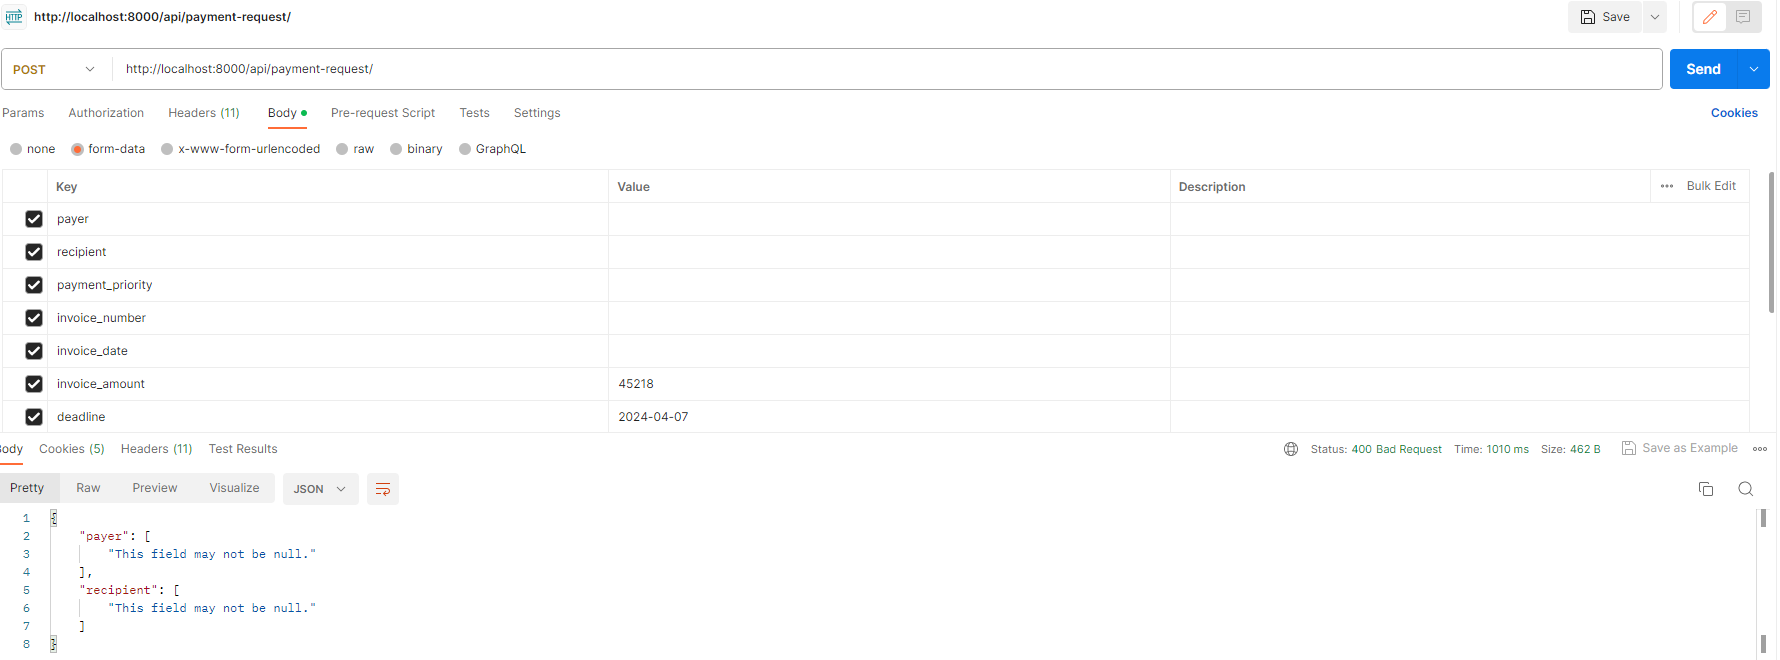 HTTP http://localhost:8000/api/payment-request/ Save
POST http://localhost:8000/api/payment-request/ Send
Params Authorization Headers (11) Body Pre-request Script Tests Settings Cookies
none form-data x-www-form-urlencoded raw binary GraphQL
Key Value Description ••• Bulk Edit
payer
recipient
payment_priority
invoice_number
invoice_date
invoice_amount 45218
deadline 2024-04-07
Body Cookies (5) Headers (11) Test Results Status: 400 Bad Request Time: 1010 ms Size: 462 B Save as Example
Pretty Raw Preview Visualize JSON
1 {
2 "payer": [
3 "This field may not be null."
4 ],
5 "recipient": [
6 "This field may not be null."
7 ]
8 }